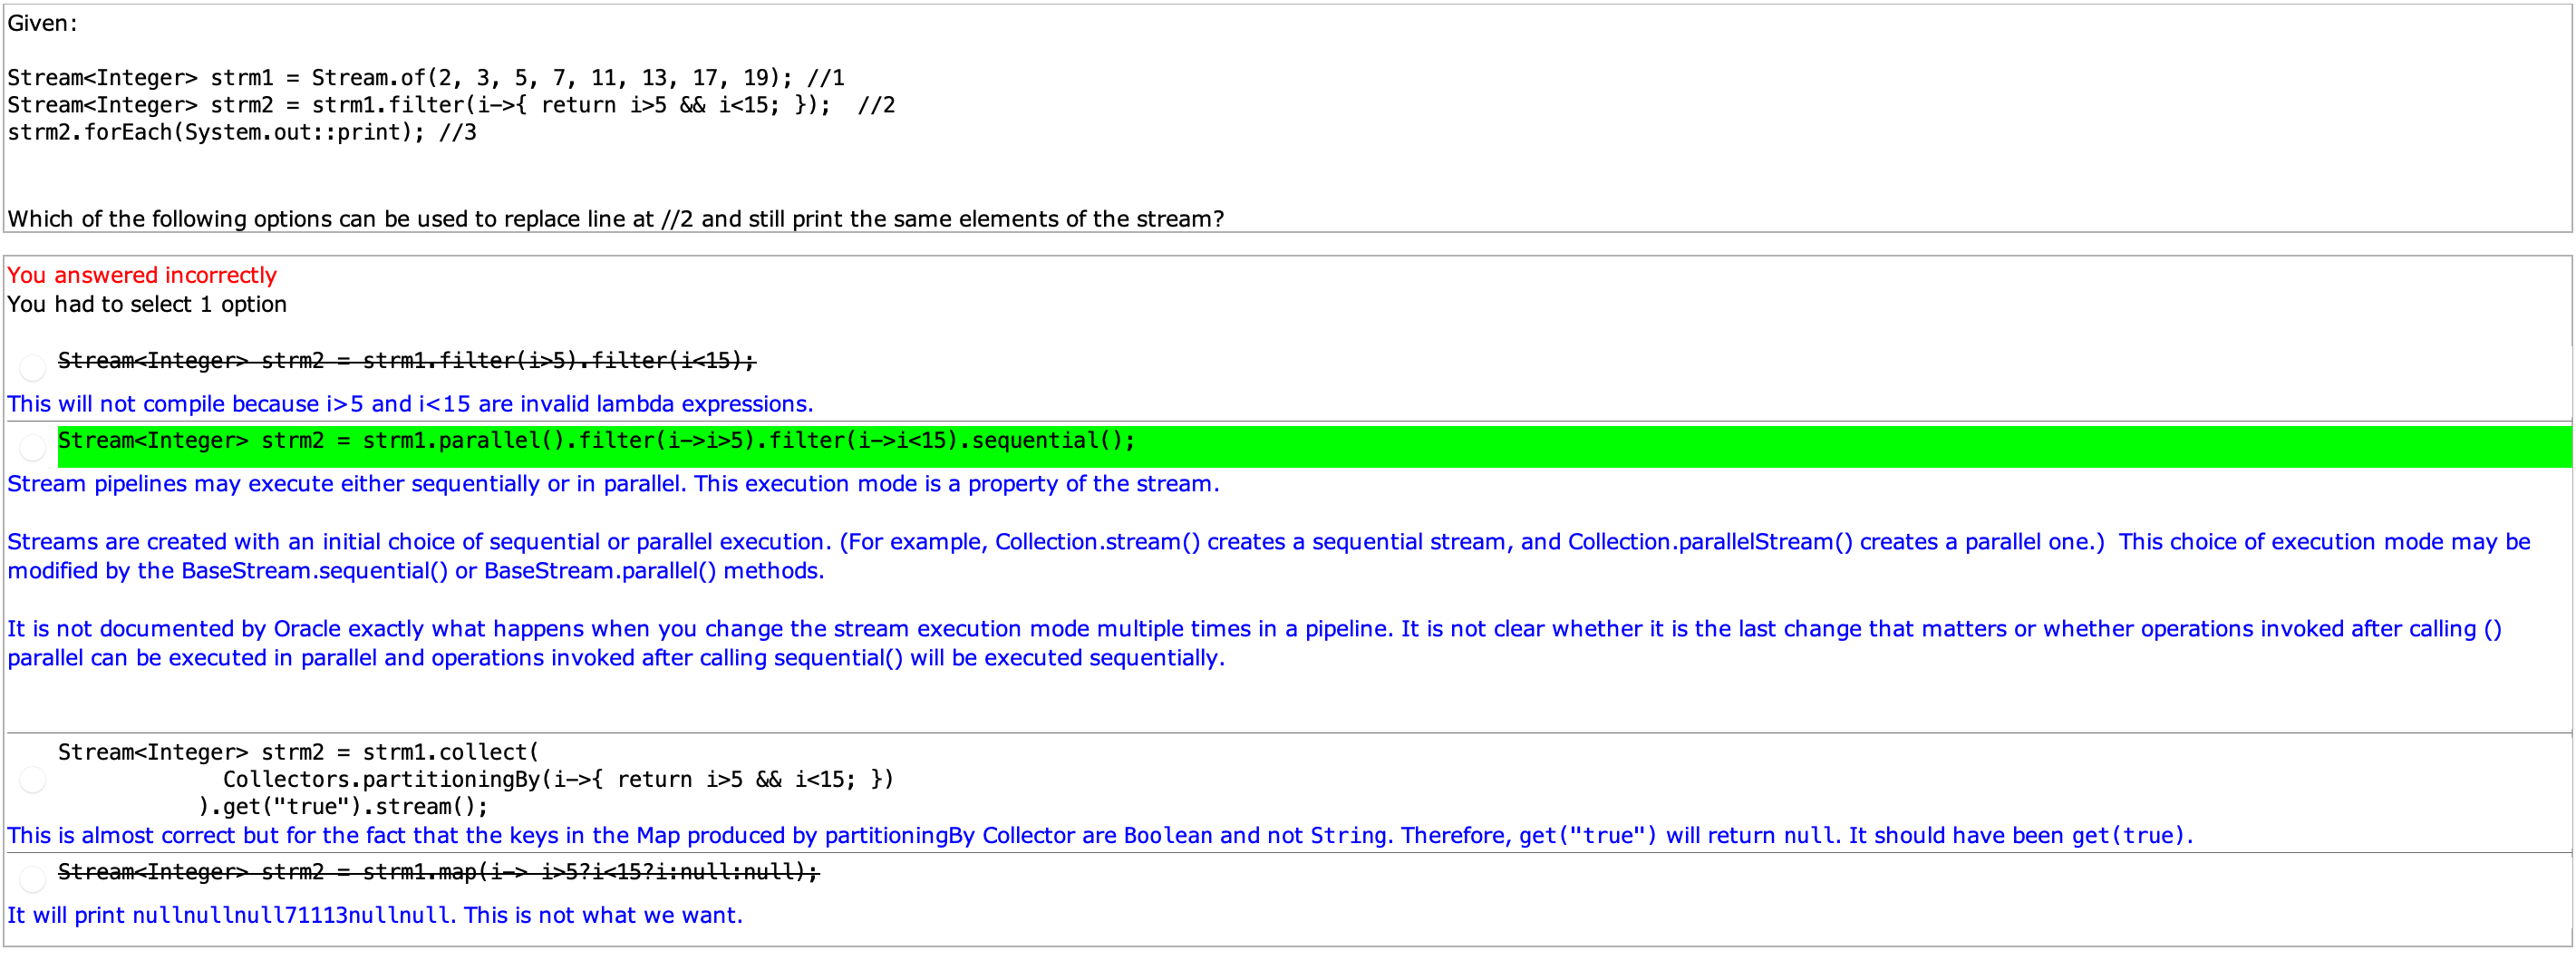 Given:
Stream<Integer> strm1 = Stream.of(2, 3, 5, 7, 11, 13, 17, 19); //1
Stream<Integer> strm2 = strm1.filter(i->{ return i>5 && i<15; });  //2
strm2.forEach(System.out::print); //3
Which of the following options can be used to replace line at //2 and still print the same elements of the stream?
You answered incorrectly
You had to select 1 option
Stream<Integer> strm2 = strm1.filter(i>5).filter(i<15);
This will not compile because i>5 and i<15 are invalid lambda expressions.
Stream<Integer> strm2 = strm1.parallel().filter(i->i>5).filter(i->i<15).sequential();
Stream pipelines may execute either sequentially or in parallel. This execution mode is a property of the stream.
Streams are created with an initial choice of sequential or parallel execution. (For example, Collection.stream() creates a sequential stream, and Collection.parallelStream() creates a parallel one.)  This choice of execution mode may be
modified by the BaseStream.sequential() or BaseStream.parallel() methods.
It is not documented by Oracle exactly what happens when you change the stream execution mode multiple times in a pipeline. It is not clear whether it is the last change that matters or whether operations invoked after calling ()
parallel can be executed in parallel and operations invoked after calling sequential() will be executed sequentially.
Stream<Integer> strm2 = strm1.collect(
Collectors.partitioningBy(i->{ return i>5 && i<15; })
).get("true").stream();
This is almost correct but for the fact that the keys in the Map produced by partitioningBy Collector are Boolean and not String. Therefore, get("true") will return null. It should have been get(true).
Stream<Integer> strm2 = strm1.map(i-> i>5?i<15?i:null:null);
It will print nullnullnull71113nullnull. This is not what we want.